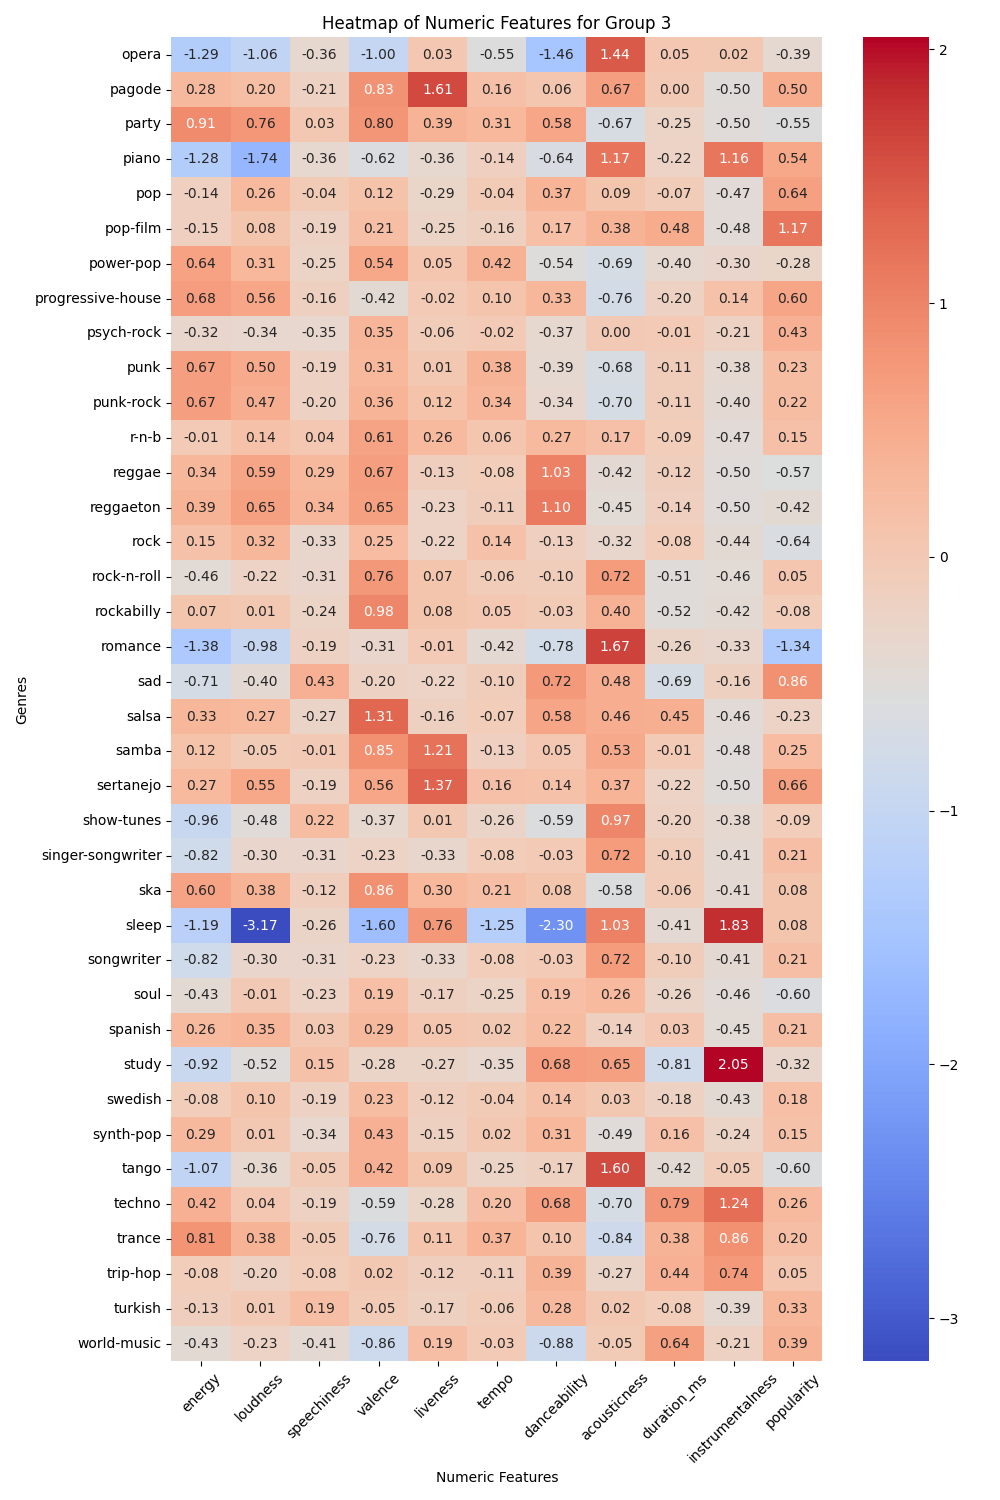 Heatmap of Numeric Features for Group 3
opera -1.29 -1.06 -0.36 -1.00 0.03 -0.55 -1.46 1.44 0.05 0.02 -0.39
pagode 0.28 0.20 -0.21 0.83 1.61 0.16 0.06 0.67 0.00 -0.50 0.50
party 0.91 0.76 0.03 0.80 0.39 0.31 0.58 -0.67 -0.25 -0.50 -0.55
piano -1.28 -1.74 -0.36 -0.62 -0.36 -0.14 -0.64 1.17 -0.22 1.16 0.54
pop -0.14 0.26 -0.04 0.12 -0.29 -0.04 0.37 0.09 -0.07 -0.47 0.64
pop-film -0.15 0.08 -0.19 0.21 -0.25 -0.16 0.17 0.38 0.48 -0.48 1.17
power-pop 0.64 0.31 -0.25 0.54 0.05 0.42 -0.54 -0.69 -0.40 -0.30 -0.28
progressive-house 0.68 0.56 -0.16 -0.42 -0.02 0.10 0.33 -0.76 -0.20 0.14 0.60
psych-rock -0.32 -0.34 -0.35 0.35 -0.06 -0.02 -0.37 0.00 -0.01 -0.21 0.43
punk 0.67 0.50 -0.19 0.31 0.01 0.38 -0.39 -0.68 -0.11 -0.38 0.23
punk-rock 0.67 0.47 -0.20 0.36 0.12 0.34 -0.34 -0.70 -0.11 -0.40 0.22
r-n-b -0.01 0.14 0.04 0.61 0.26 0.06 0.27 0.17 -0.09 -0.47 0.15
reggae 0.34 0.59 0.29 0.67 -0.13 -0.08 1.03 -0.42 -0.12 -0.50 -0.57
reggaeton 0.39 0.65 0.34 0.65 -0.23 -0.11 1.10 -0.45 -0.14 -0.50 -0.42
rock 0.15 0.32 -0.33 0.25 -0.22 0.14 -0.13 -0.32 -0.08 -0.44 -0.64
rock-n-roll -0.46 -0.22 -0.31 0.76 0.07 -0.06 -0.10 0.72 -0.51 -0.46 0.05
rockabilly 0.07 0.01 -0.24 0.98 0.08 0.05 -0.03 0.40 -0.52 -0.42 -0.08
romance -1.38 -0.98 -0.19 -0.31 -0.01 -0.42 -0.78 1.67 -0.26 -0.33 -1.34
sad -0.71 -0.40 0.43 -0.20 -0.22 -0.10 0.72 0.48 -0.69 -0.16 0.86
salsa 0.33 0.27 -0.27 1.31 -0.16 -0.07 0.58 0.46 0.45 -0.46 -0.23
samba 0.12 -0.05 -0.01 0.85 1.21 -0.13 0.05 0.53 -0.01 -0.48 0.25
sertanejo 0.27 0.55 -0.19 0.56 1.37 0.16 0.14 0.37 -0.22 -0.50 0.66
show-tunes -0.96 -0.48 0.22 -0.37 0.01 -0.26 -0.59 0.97 -0.20 -0.38 -0.09
singer-songwriter -0.82 -0.30 -0.31 -0.23 -0.33 -0.08 -0.03 0.72 -0.10 -0.41 0.21
ska 0.60 0.38 -0.12 0.86 0.30 0.21 0.08 -0.58 -0.06 -0.41 0.08
sleep -1.19 -3.17 -0.26 -1.60 0.76 -1.25 -2.30 1.03 -0.41 1.83 0.08
songwriter -0.82 -0.30 -0.31 -0.23 -0.33 -0.08 -0.03 0.72 -0.10 -0.41 0.21
soul -0.43 -0.01 -0.23 0.19 -0.17 -0.25 0.19 0.26 -0.26 -0.46 -0.60
spanish 0.26 0.35 0.03 0.29 0.05 0.02 0.22 -0.14 0.03 -0.45 0.21
study -0.92 -0.52 0.15 -0.28 -0.27 -0.35 0.68 0.65 -0.81 2.05 -0.32
swedish -0.08 0.10 -0.19 0.23 -0.12 -0.04 0.14 0.03 -0.18 -0.43 0.18
synth-pop 0.29 0.01 -0.34 0.43 -0.15 0.02 0.31 -0.49 0.16 -0.24 0.15
tango -1.07 -0.36 -0.05 0.42 0.09 -0.25 -0.17 1.60 -0.42 -0.05 -0.60
techno 0.42 0.04 -0.19 -0.59 -0.28 0.20 0.68 -0.70 0.79 1.24 0.26
trance 0.81 0.38 -0.05 -0.76 0.11 0.37 0.10 -0.84 0.38 0.86 0.20
trip-hop -0.08 -0.20 -0.08 0.02 -0.12 -0.11 0.39 -0.27 0.44 0.74 0.05
turkish -0.13 0.01 0.19 -0.05 -0.17 -0.06 0.28 0.02 -0.08 -0.39 0.33
world-music -0.43 -0.23 -0.41 -0.86 0.19 -0.03 -0.88 -0.05 0.64 -0.21 0.39
energy loudness speechiness valence liveness tempo danceability acousticness duration_ms instrumentalness popularity
Numeric Features
Genres
2
1
0
−1
−2
−3